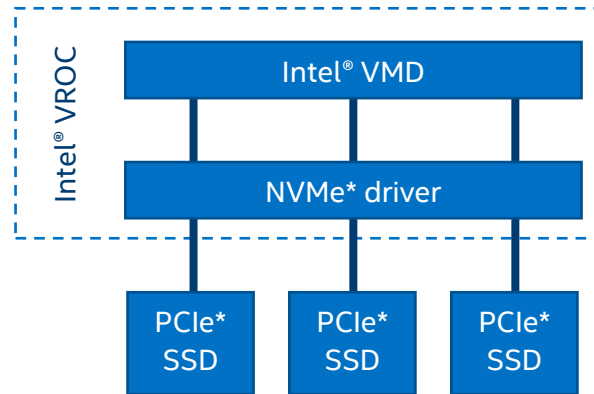 Intel® VROC
Intel® VMD
NVMe* driver
PCIe*
SSD
PCIe*
SSD
PCIe*
SSD